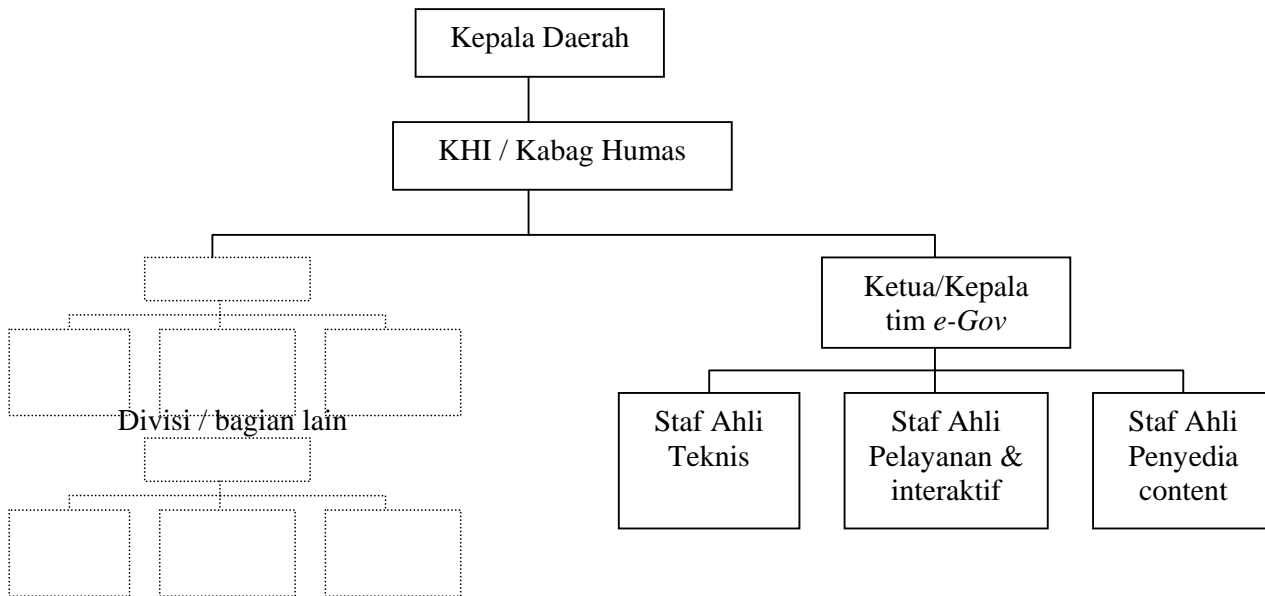 Kepala Daerah
KHI / Kabag Humas
Ketua/Kepala
tim e-Gov
Divisi / bagian lain
Staf Ahli
Teknis
Staf Ahli
Pelayanan &
interaktif
Staf Ahli
Penyedia
content